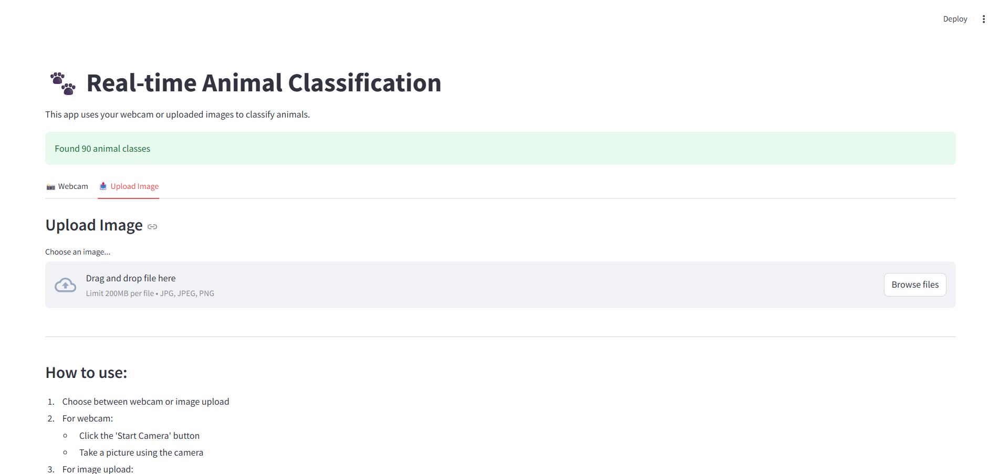 Deploy
Real-time Animal Classification
This app uses your webcam or uploaded images to classify animals.
Found 90 animal classes
Webcam
Upload Image
Upload Image
Choose an image...
Drag and drop file here
Limit 200MB per file • JPG, JPEG, PNG
Browse files
How to use:
1. Choose between webcam or image upload
2. For webcam:
Click the 'Start Camera' button
Take a picture using the camera
3. For image upload: